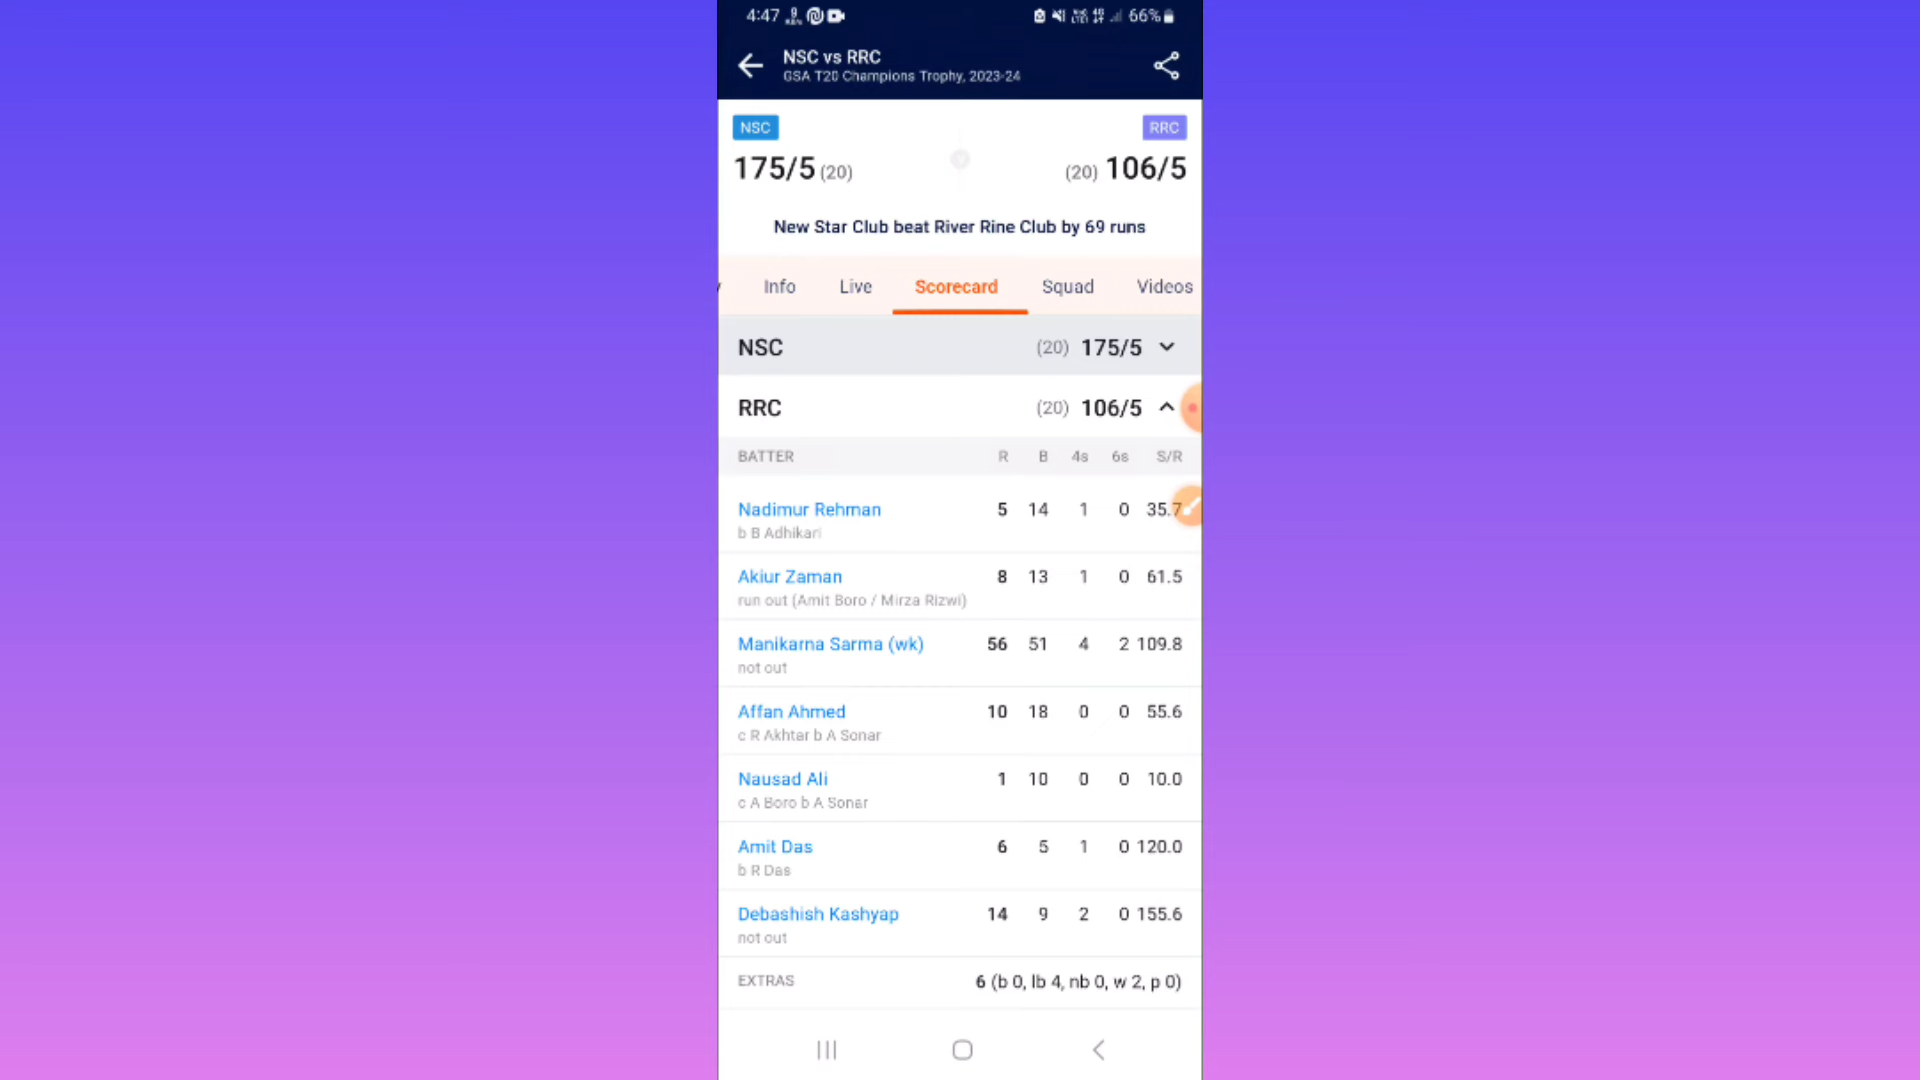 4:47 66%
NSC vs RRC
GSA T20 Champions Trophy, 2023-24
NSC RRC
175/5 (20) (20) 106/5
New Star Club beat River Rine Club by 69 runs
Info Live Scorecard Squad Videos
NSC (20) 175/5
RRC (20) 106/5
BATTER R B 4s 6s S/R
Nadimur Rehman 5 14 1 0 35.7
b B Adhikari
Akiur Zaman 8 13 1 0 61.5
run out (Amit Boro / Mirza Rizwi)
Manikarna Sarma (wk) 56 51 4 2 109.8
not out
Affan Ahmed 10 18 0 0 55.6
c R Akhtar b A Sonar
Nausad Ali 1 10 0 0 10.0
c A Boro b A Sonar
Amit Das 6 5 1 0 120.0
b R Das
Debashish Kashyap 14 9 2 0 155.6
not out
EXTRAS 6 (b 0, lb 4, nb 0, w 2, p 0)